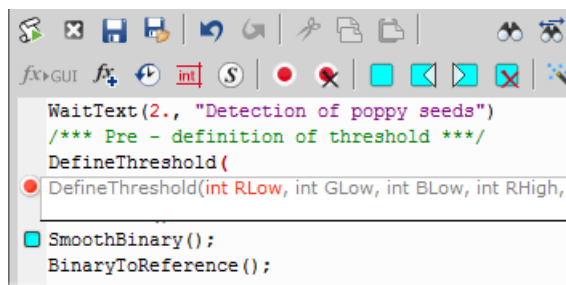 fx▸GUI fx int S
WaitText(2., "Detection of poppy seeds")
/*** Pre - definition of threshold ***/
DefineThreshold(
DefineThreshold(int RLow, int GLow, int BLow, int RHigh,
SmoothBinary();
BinaryToReference();